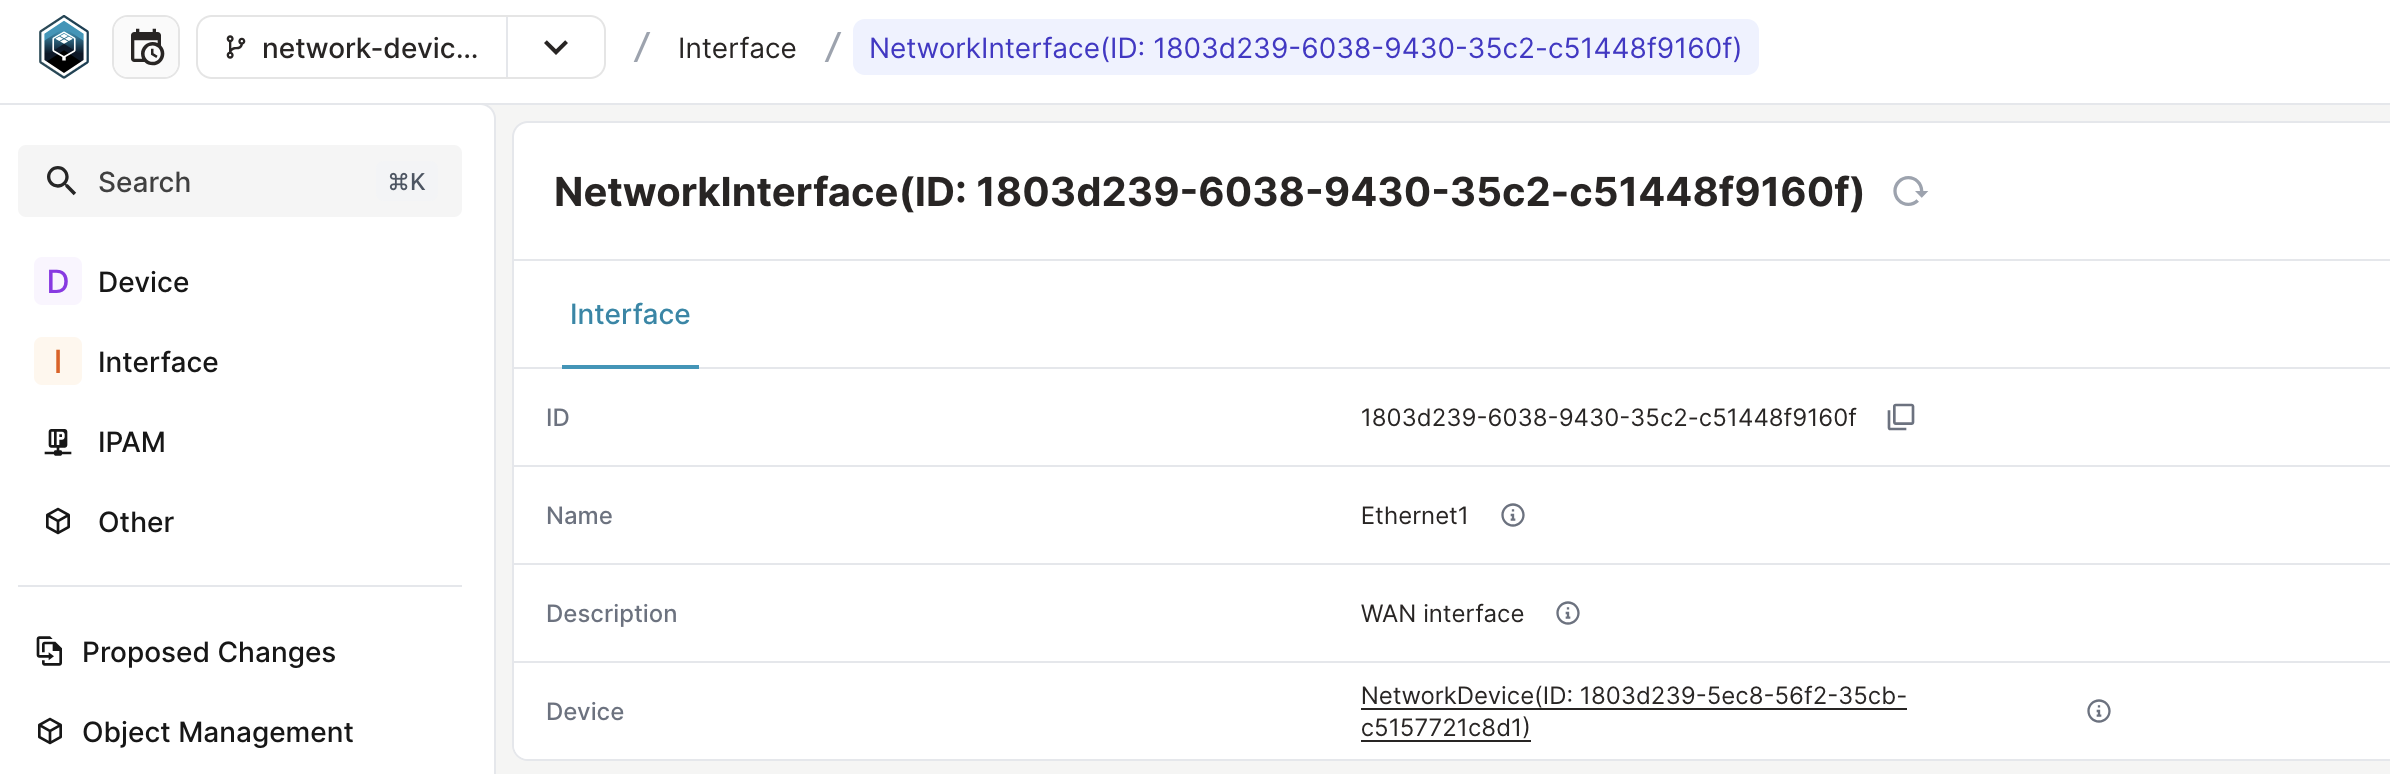 network-devic...
/ Interface / NetworkInterface(ID: 1803d239-6038-9430-35c2-c51448f9160f)
Search ⌘K
D Device
I Interface
IPAM
Other
Proposed Changes
Object Management
NetworkInterface(ID: 1803d239-6038-9430-35c2-c51448f9160f)
Interface
ID 1803d239-6038-9430-35c2-c51448f9160f
Name Ethernet1
Description WAN interface
Device NetworkDevice(ID: 1803d239-5ec8-56f2-35cb-
c5157721c8d1)